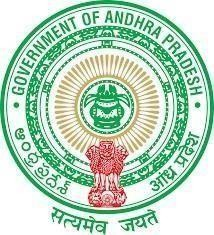 GOVERNMENT OF ANDHRA PRADESH
ఆంధ్రప్రదేశ్
आंध्र प्रदेश
सत्यमेव जयते